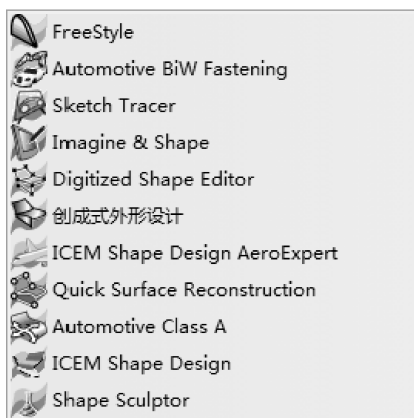 FreeStyle
Automotive BiW Fastening
Sketch Tracer
Imagine & Shape
Digitized Shape Editor
创成式外形设计
ICEM Shape Design AeroExpert
Quick Surface Reconstruction
Automotive Class A
ICEM Shape Design
Shape Sculptor